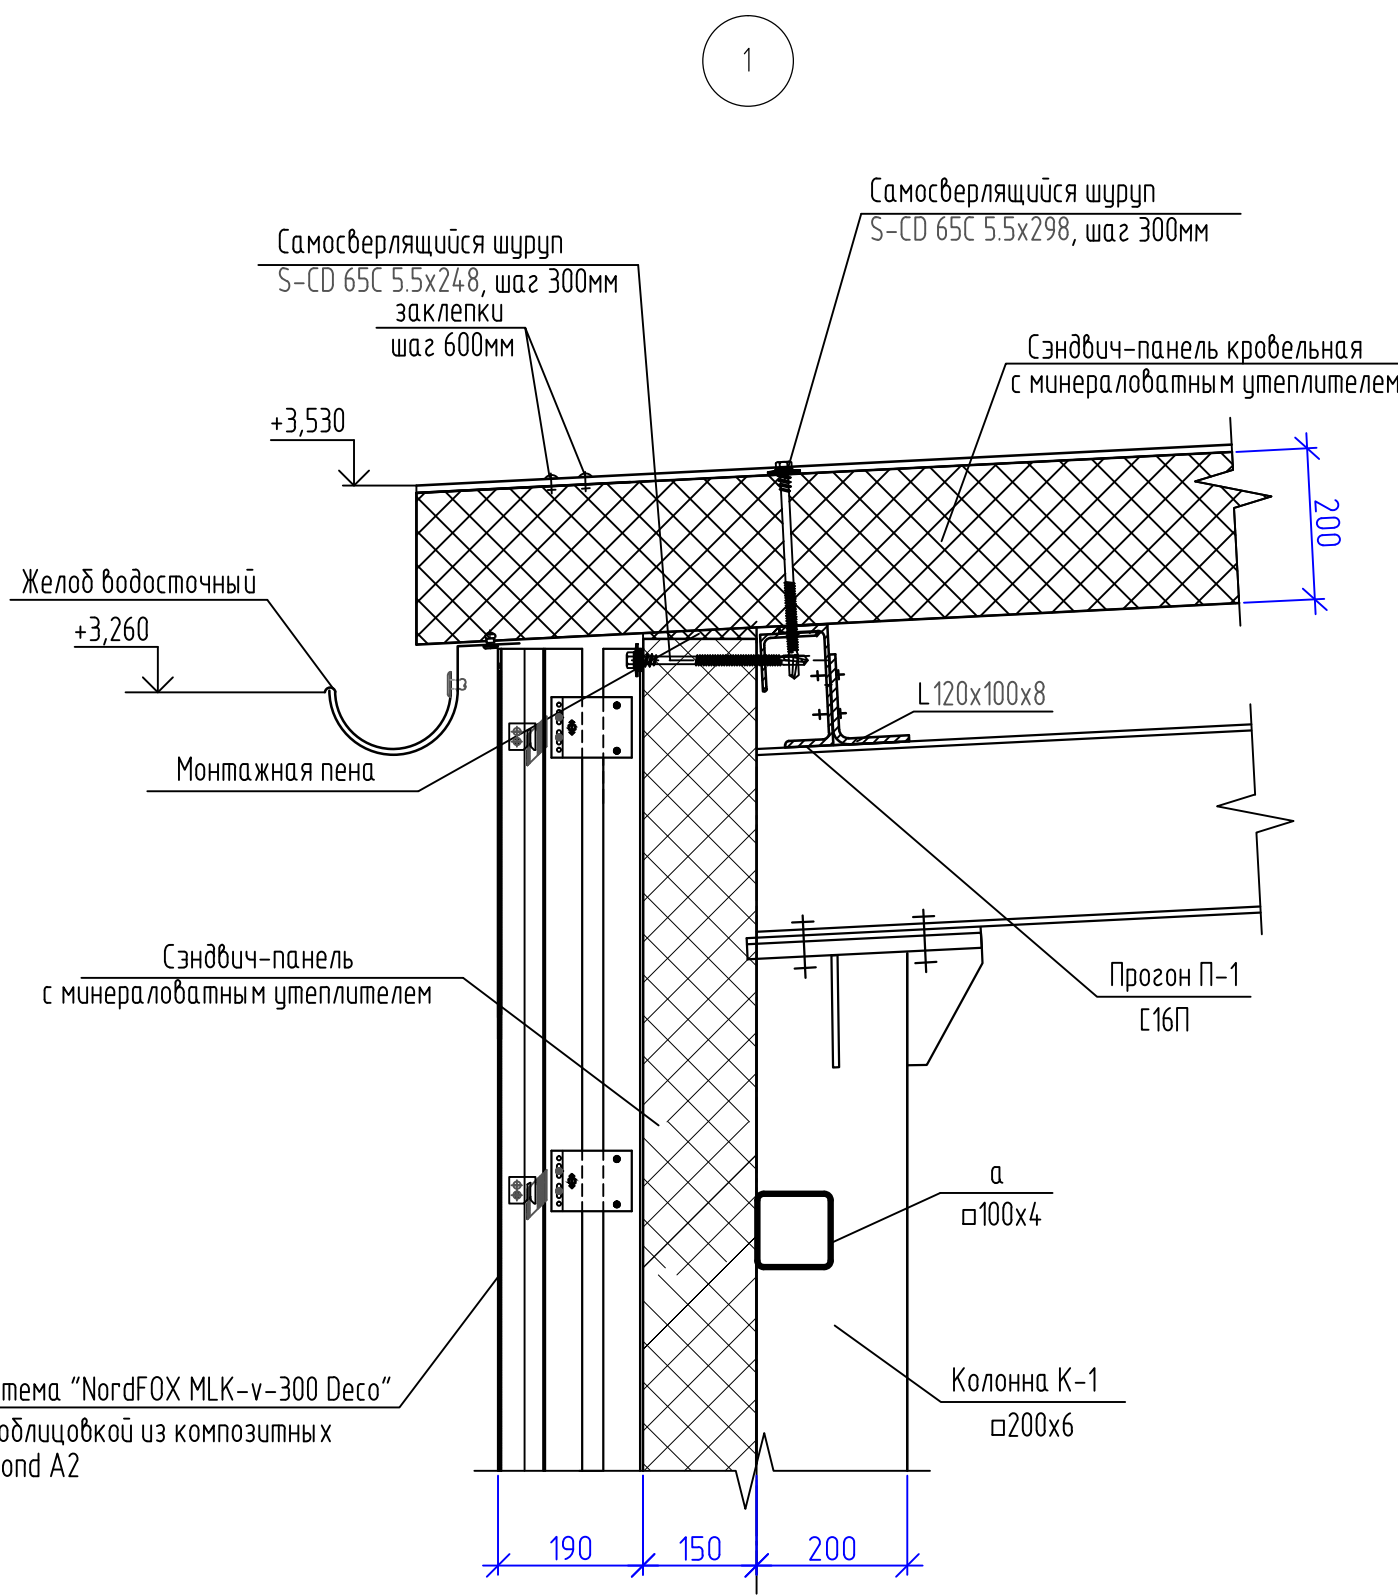 1
Самосверлящийся шуруп
S-CD 65C 5.5x298, шаг 300мм
Самосверлящийся шуруп
S-CD 65C 5.5x248, шаг 300мм
заклепки
шаг 600мм
Сэндвич-панель кровельная
с минераловатным утеплителем
+3,530
200
Желоб водосточный
+3,260
L120x100x8
Монтажная пена
Сэндвич-панель
с минераловатным утеплителем
Прогон П-1
[16П
а
□100х4
Колонна К-1
□200х6
тема "NordFOX MLK-v-300 Deco"
облицовкой из композитных
ond A2
190
150
200